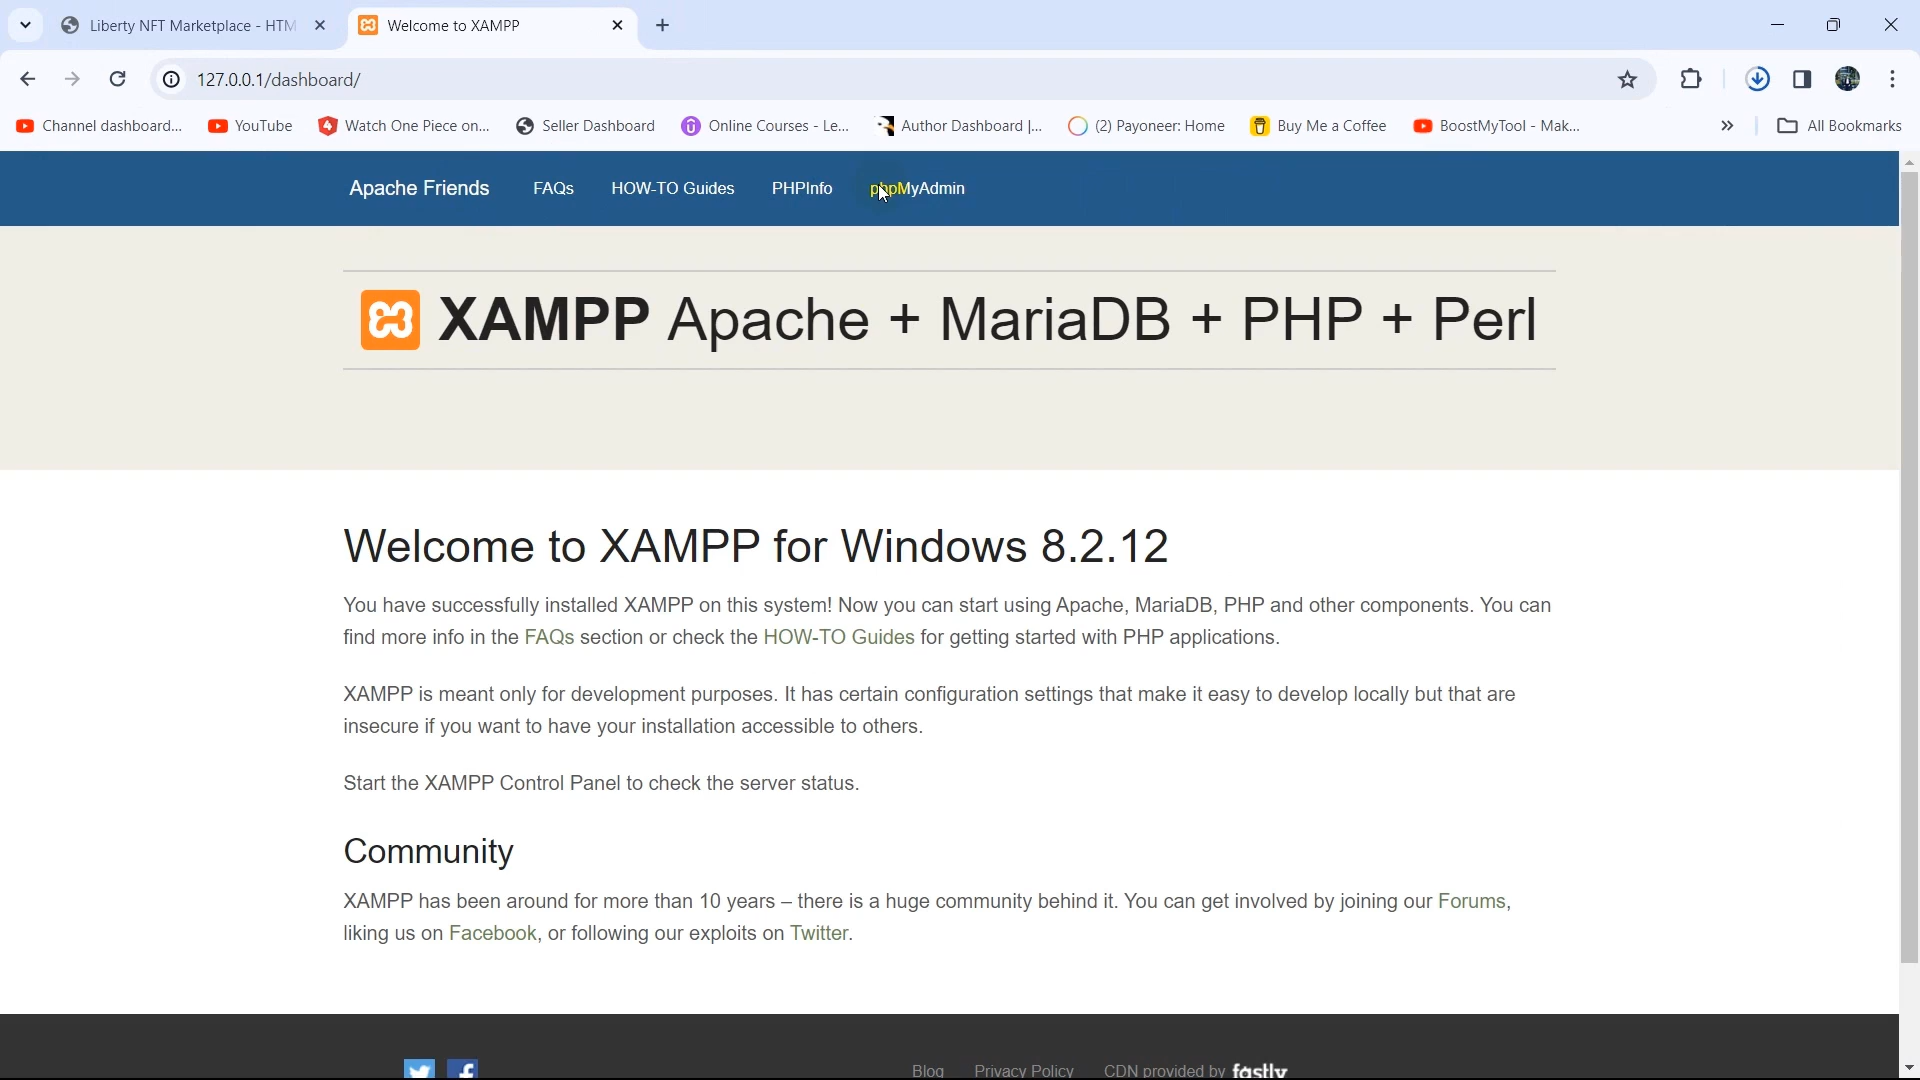 Liberty NFT Marketplace - HTM
Welcome to XAMPP
127.0.0.1/dashboard/
Channel dashboard...
YouTube
Watch One Piece on...
Seller Dashboard
Online Courses - Le...
Author Dashboard |...
(2) Payoneer: Home
Buy Me a Coffee
BoostMyTool - Mak...
All Bookmarks
Apache Friends
FAQs
HOW-TO Guides
PHPInfo
phpMyAdmin
XAMPP Apache + MariaDB + PHP + Perl
Welcome to XAMPP for Windows 8.2.12
You have successfully installed XAMPP on this system! Now you can start using Apache, MariaDB, PHP and other components. You can
find more info in the FAQs section or check the HOW-TO Guides for getting started with PHP applications.
XAMPP is meant only for development purposes. It has certain configuration settings that make it easy to develop locally but that are
insecure if you want to have your installation accessible to others.
Start the XAMPP Control Panel to check the server status.
Community
XAMPP has been around for more than 10 years – there is a huge community behind it. You can get involved by joining our Forums,
liking us on Facebook, or following our exploits on Twitter.
Blog
Privacy Policy
CDN provided by fastly